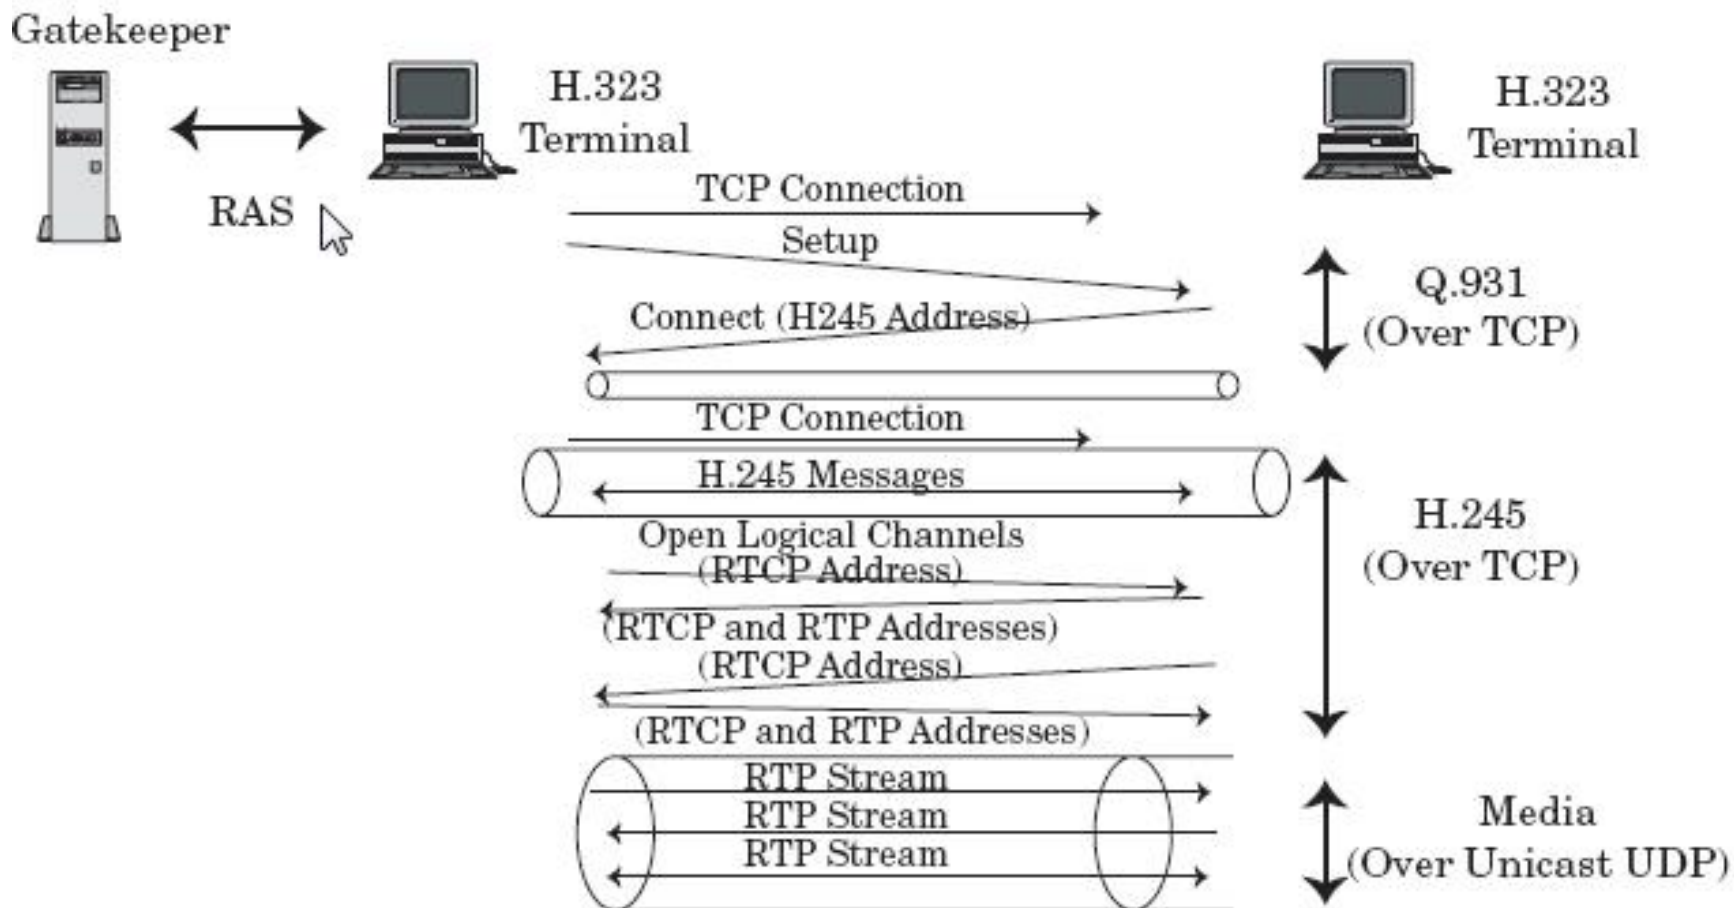 Gatekeeper
H.323
Terminal
H.323
Terminal
RAS
TCP Connection
Setup
Connect (H245 Address)
Q.931
(Over TCP)
TCP Connection
H.245 Messages
Open Logical Channels
(RTCP Address)
(RTCP and RTP Addresses)
(RTCP Address)
(RTCP and RTP Addresses)
H.245
(Over TCP)
RTP Stream
RTP Stream
RTP Stream
Media
(Over Unicast UDP)